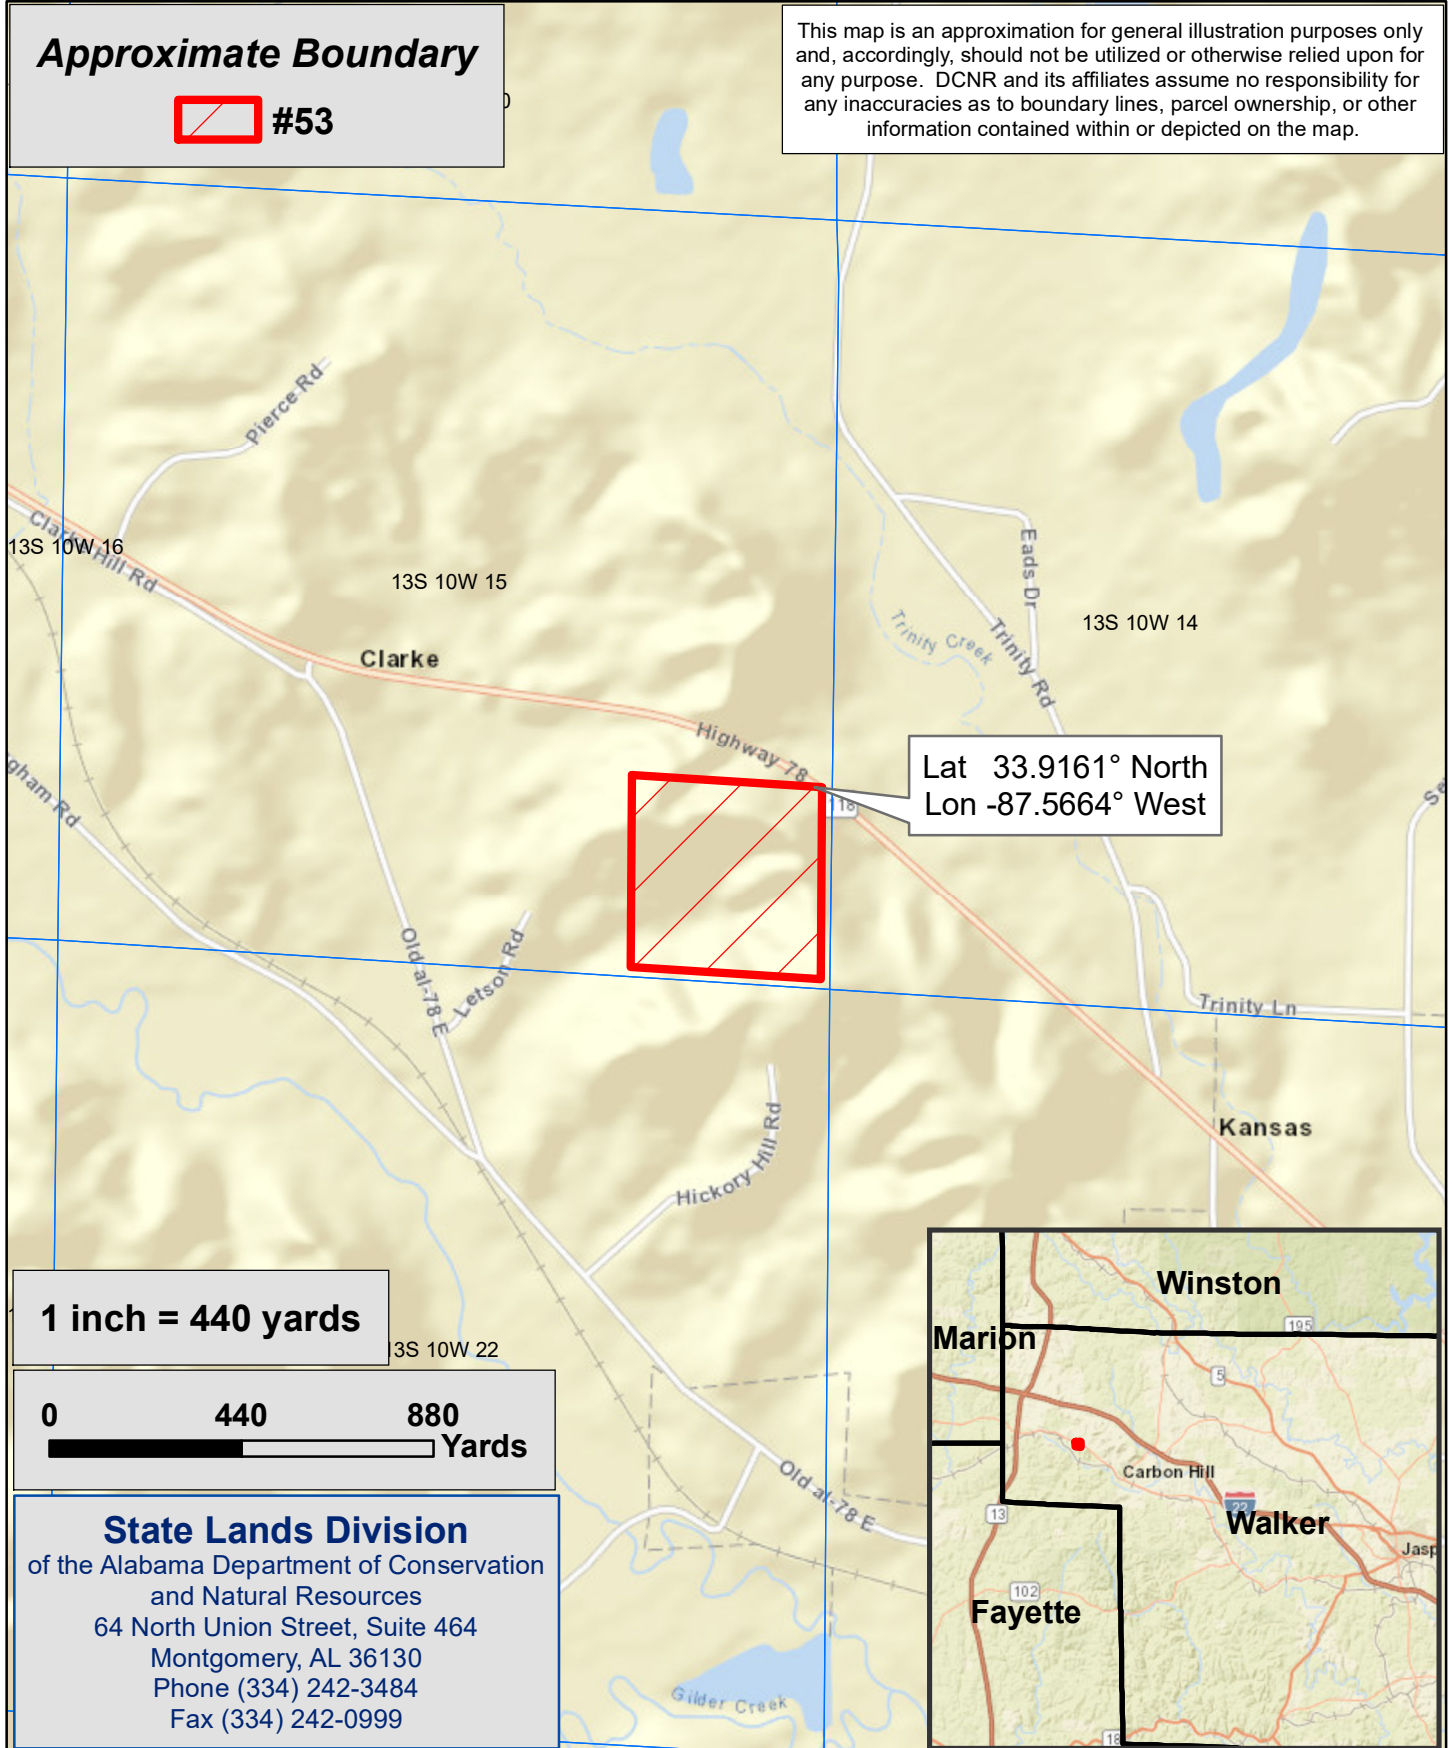 Approximate Boundary
#53
This map is an approximation for general illustration purposes only
and, accordingly, should not be utilized or otherwise relied upon for
any purpose. DCNR and its affiliates assume no responsibility for
any inaccuracies as to boundary lines, parcel ownership, or other
information contained within or depicted on the map.
Pierce Rd
Clarke Hill Rd
13S 10W 16
13S 10W 15
Eads Dr
13S 10W 14
Trinity Creek
Trinity Rd
Clarke
Highway 78
Lat 33.9161° North
Lon -87.5664° West
118
gham Rd
Old al-78 E
Letson Rd
Trinity Ln
Kansas
Hickory Hill Rd
1 inch = 440 yards
3S 10W 22
0 440 880
Yards
Old al-78 E
State Lands Division
of the Alabama Department of Conservation
and Natural Resources
64 North Union Street, Suite 464
Montgomery, AL 36130
Phone (334) 242-3484
Fax (334) 242-0999
Gilder Creek
Winston
195
Marion
5
Carbon Hill
22
Walker
13
Jasp
102
Fayette
18